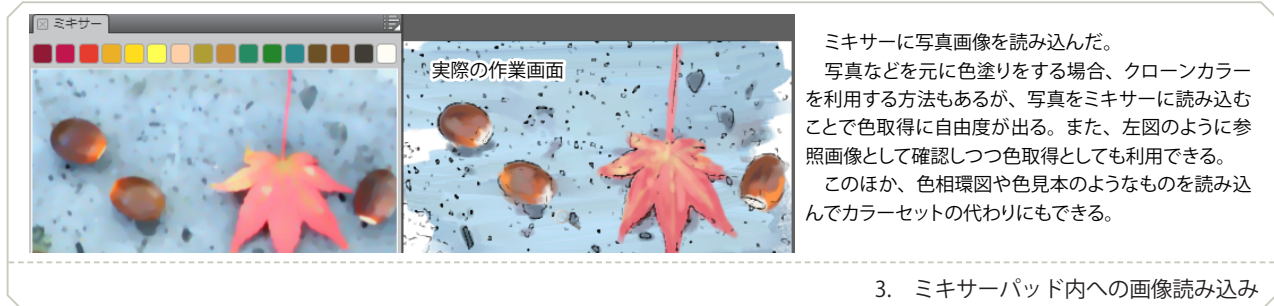 ミキサー
実際の作業画面
ミキサーに写真画像を読み込んだ。
写真などを元に色塗りをする場合、クローンカラー
を利用する方法もあるが、写真をミキサーに読み込む
ことで色取得に自由度が出る。また、左図のように参
照画像として確認しつつ色取得としても利用できる。
このほか、色相環図や色見本のようなものを読み込
んでカラーセットの代わりにもできる。
3. ミキサーパッド内への画像読み込み